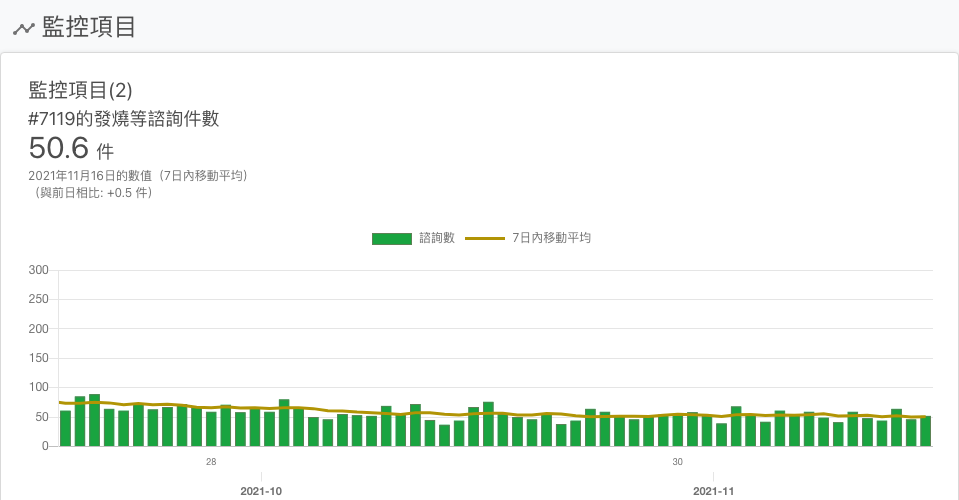 監控項目
監控項目(2)
#7119的發燒等諮詢件數
50.6 件
2021年11月16日的數值（7日內移動平均）
（與前日相比: +0.5 件）
諮詢數 7日內移動平均
300
250
200
150
100
50
0
28 30
2021-10 2021-11